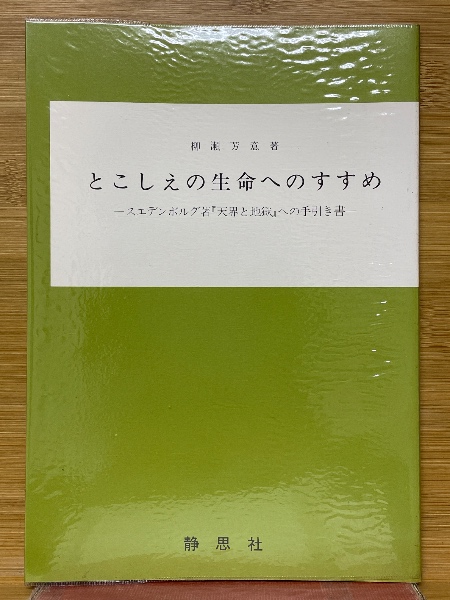 柳瀬芳意著
とこしえの生命へのすすめ
―スエデンボルグ著『天界と地獄』への手引き書―
静思社